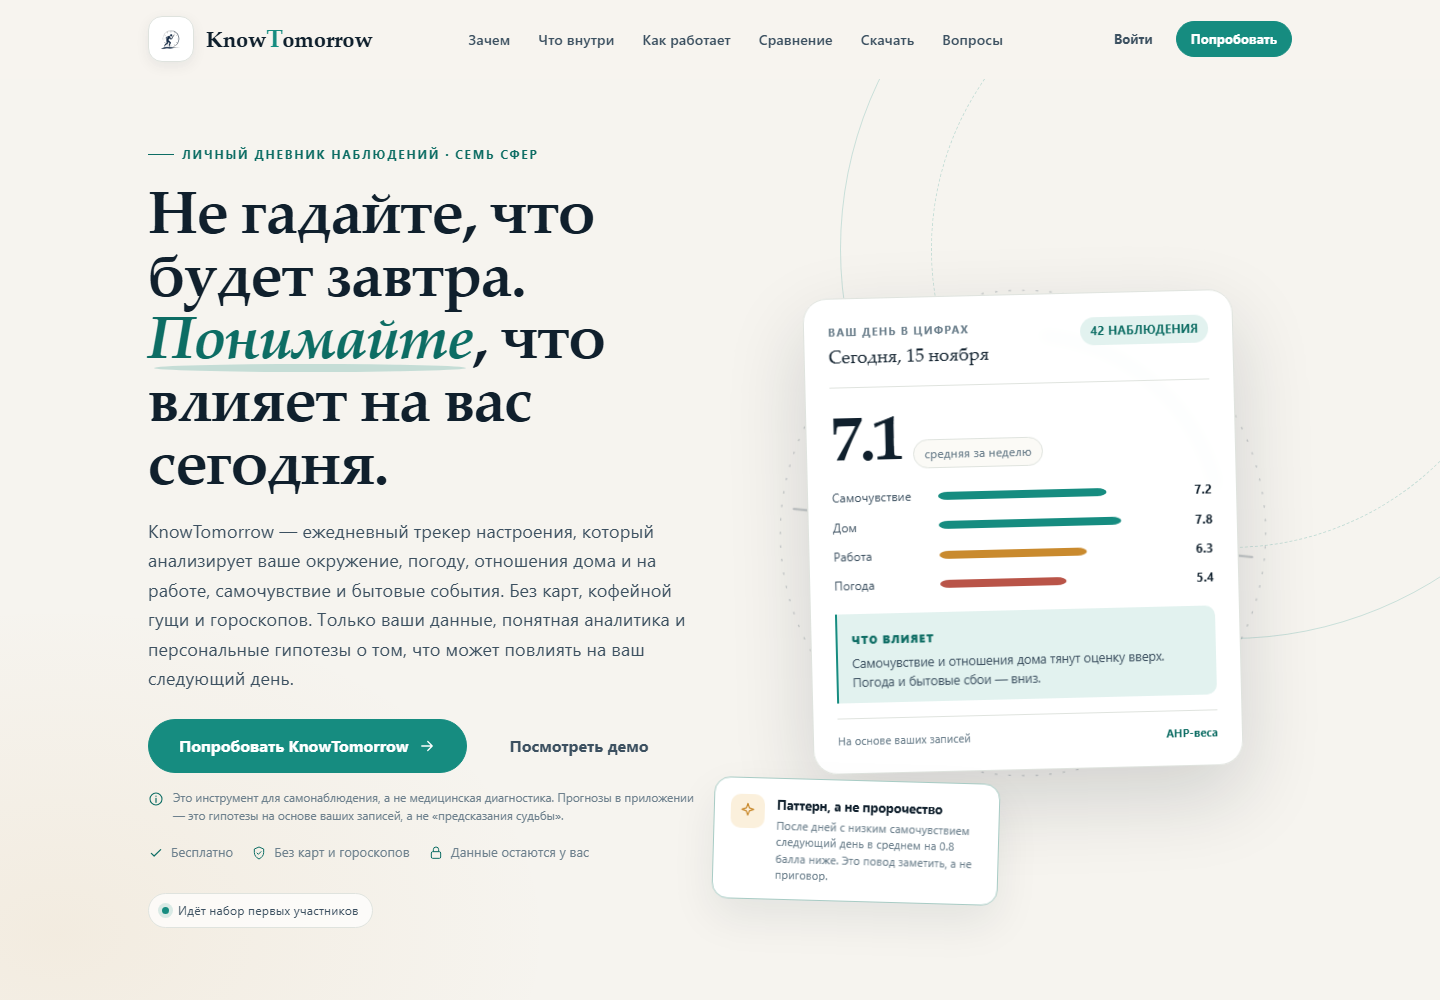 KnowTomorrow
Зачем
Что внутри
Как работает
Сравнение
Скачать
Вопросы
Войти
Попробовать
ЛИЧНЫЙ ДНЕВНИК НАБЛЮДЕНИЙ · СЕМЬ СФЕР
Не гадайте, что
будет завтра.
Понимайте, что
влияет на вас
сегодня.
KnowTomorrow — ежедневный трекер настроения, который
анализирует ваше окружение, погоду, отношения дома и на
работе, самочувствие и бытовые события. Без карт, кофейной
гущи и гороскопов. Только ваши данные, понятная аналитика и
персональные гипотезы о том, что может повлиять на ваш
следующий день.
Попробовать KnowTomorrow →
Посмотреть демо
Это инструмент для самонаблюдения, а не медицинская диагностика. Прогнозы в приложении
— это гипотезы на основе ваших записей, а не «предсказания судьбы».
Бесплатно
Без карт и гороскопов
Данные остаются у вас
Идёт набор первых участников
ВАШ ДЕНЬ В ЦИФРАХ
Сегодня, 15 ноября
42 НАБЛЮДЕНИЯ
7.1
средняя за неделю
Самочувствие 7.2
Дом 7.8
Работа 6.3
Погода 5.4
ЧТО ВЛИЯЕТ
Самочувствие и отношения дома тянут оценку вверх.
Погода и бытовые сбои — вниз.
На основе ваших записей
AHP-веса
Паттерн, а не пророчество
После дней с низким самочувствием
следующий день в среднем на 0.8
балла ниже. Это повод заметить, а не
приговор.